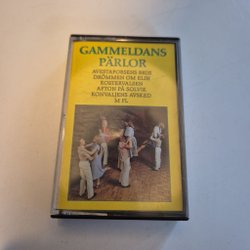 GAMMELDANS
PÄRLOR
AVESTAFORSENS BRUS
DRÖMMEN OM ELIN
KOSTERVALSEN
AFTON PÅ SOLVIK
KONVALJENS AVSKED
M FL